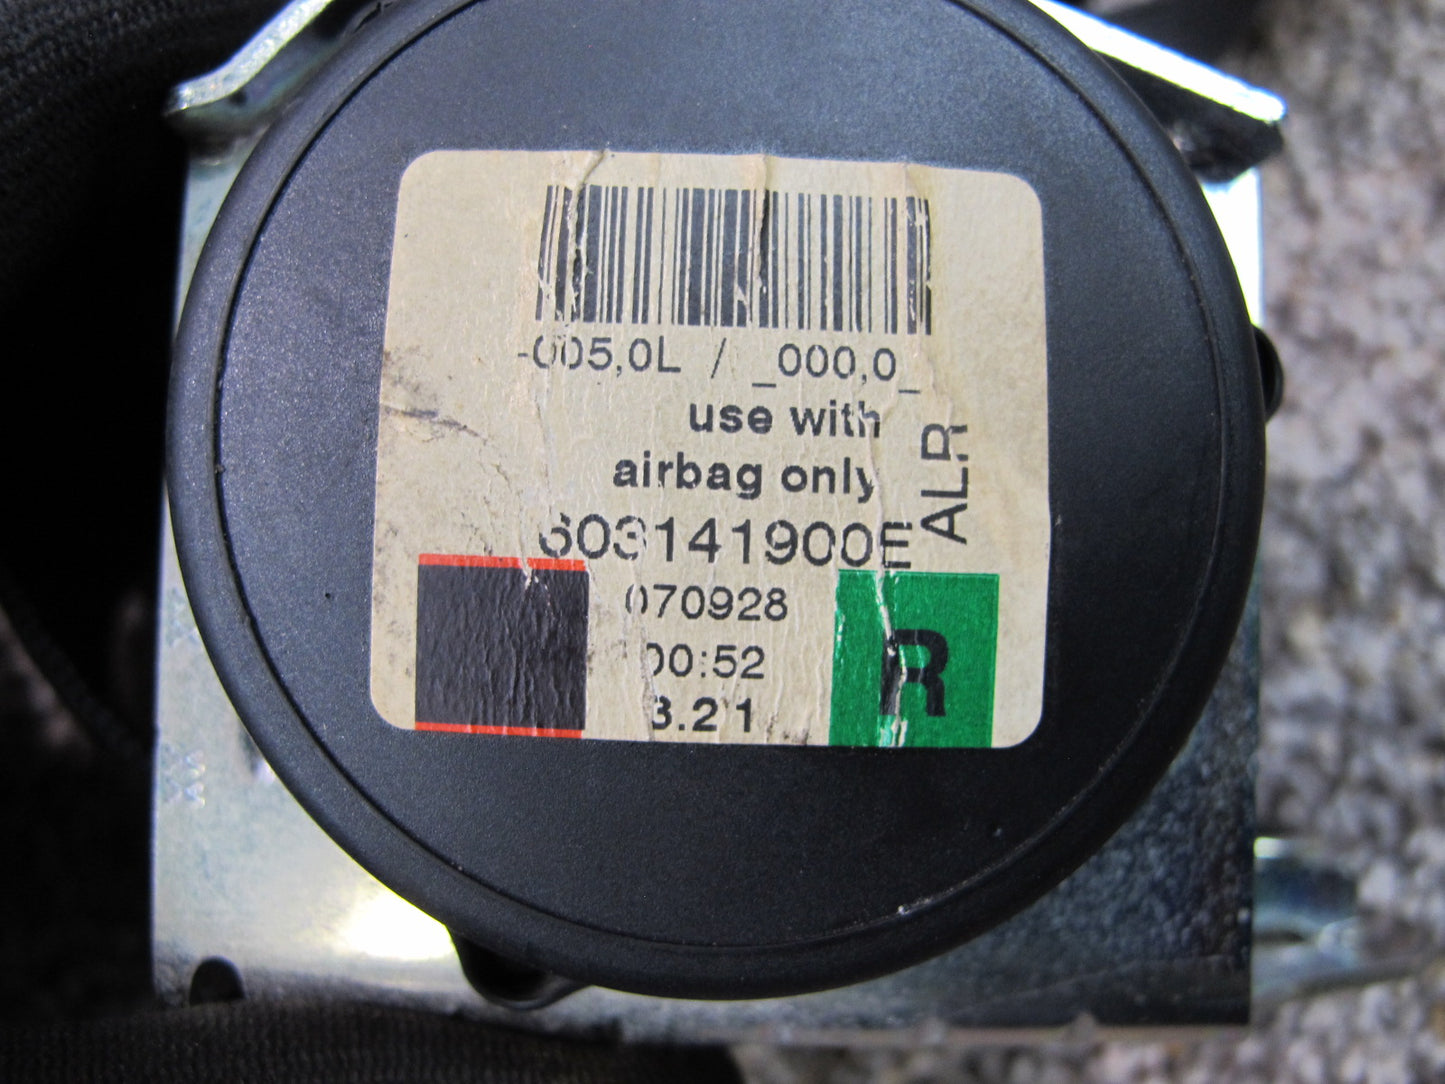 -005,0L / _000,0_
use with
airbag only
ALR
603141900E
070928
00:52
3.21
R